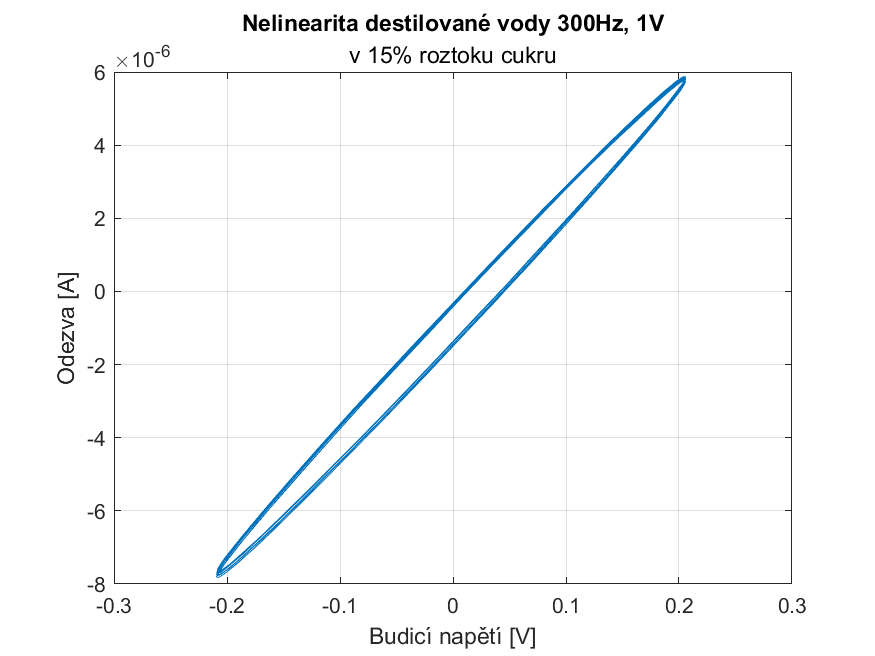 Nelinearita destilované vody 300Hz, 1V
v 15% roztoku cukru
×10-6
6
4
2
0
-2
-4
-6
-8
Odezva [A]
-0.3 -0.2 -0.1 0 0.1 0.2 0.3
Budicí napětí [V]